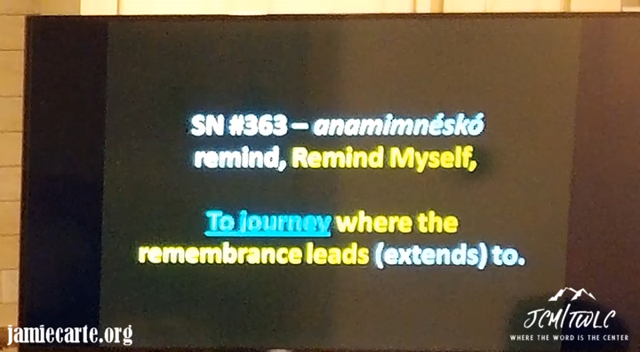 SN #363 – anamimnéskó
remind, Remind Myself,
To journey where the
remembrance leads (extends) to.
jamiecarte.org
JCM/TWLC
WHERE THE WORD IS THE CENTER